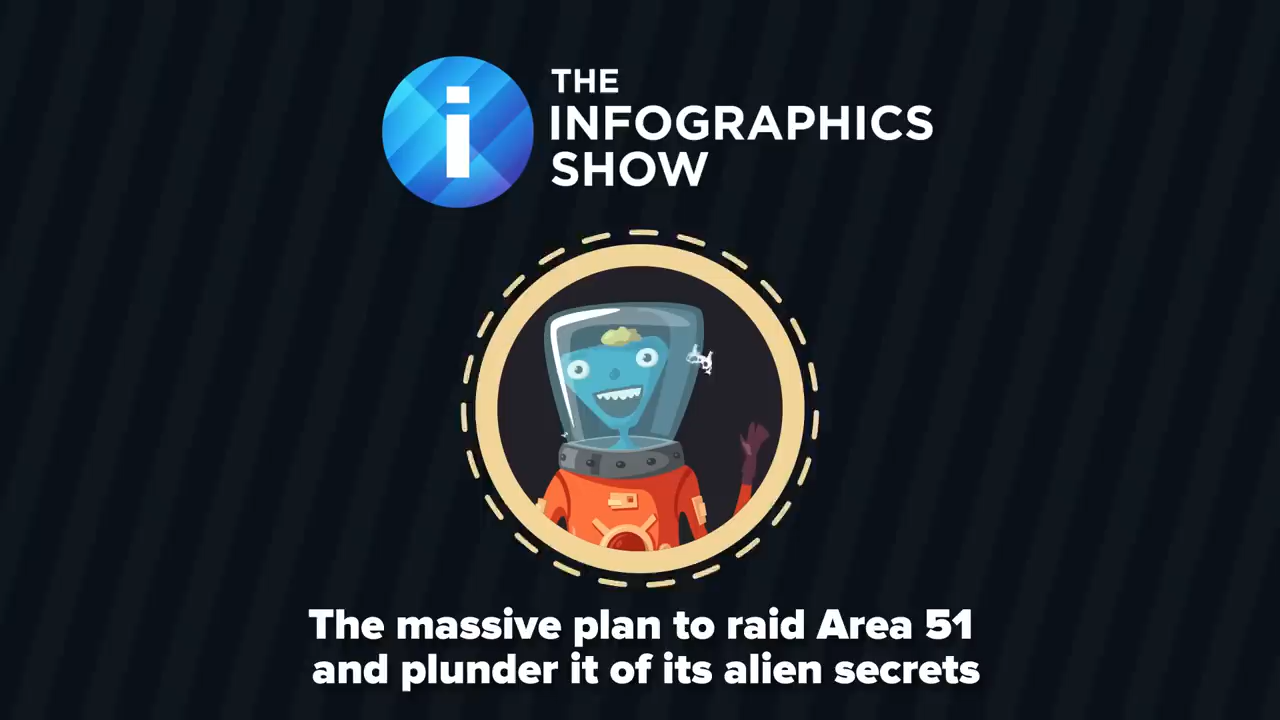 i
THE
INFOGRAPHICS
SHOW
The massive plan to raid Area 51
and plunder it of its alien secrets